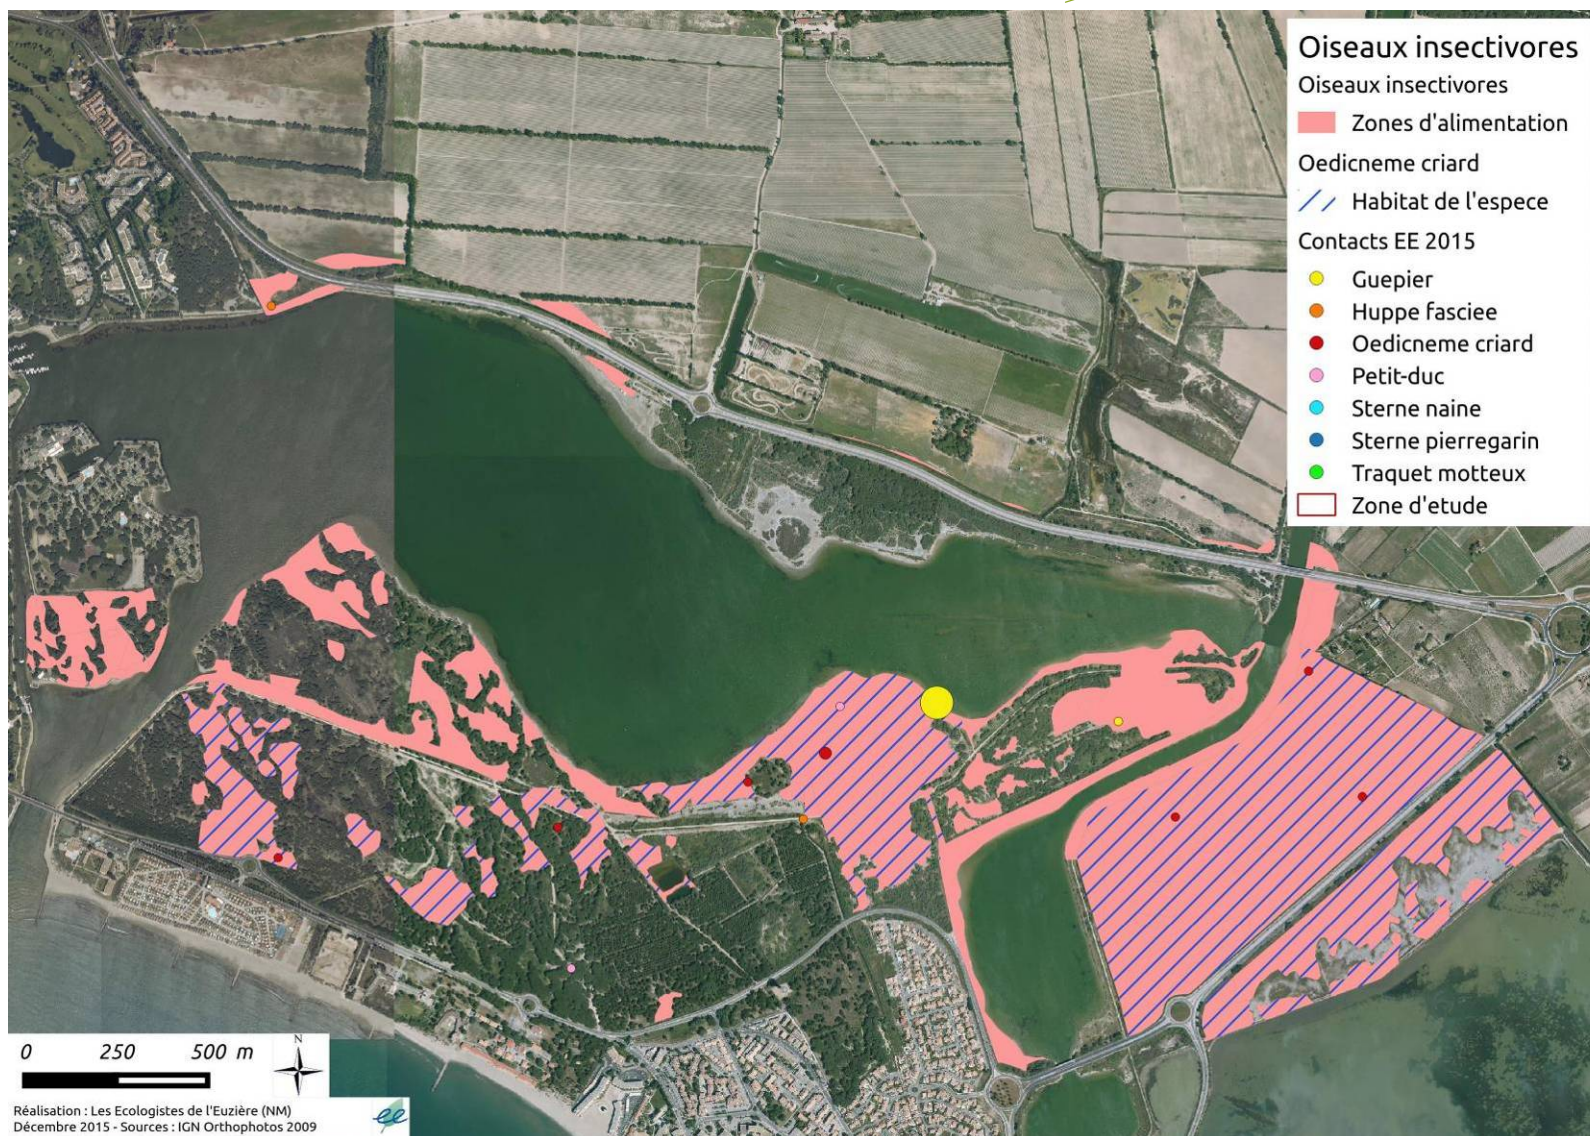 Oiseaux insectivores
Oiseaux insectivores
Zones d'alimentation
Oedicneme criard
Habitat de l'espece
Contacts EE 2015
Guepier
Huppe fasciee
Oedicneme criard
Petit-duc
Sterne naine
Sterne pierregarin
Traquet motteux
Zone d'etude
0 250 500 m
N
Réalisation : Les Ecologistes de l'Euzière (NM)
Décembre 2015 - Sources : IGN Orthophotos 2009
ee